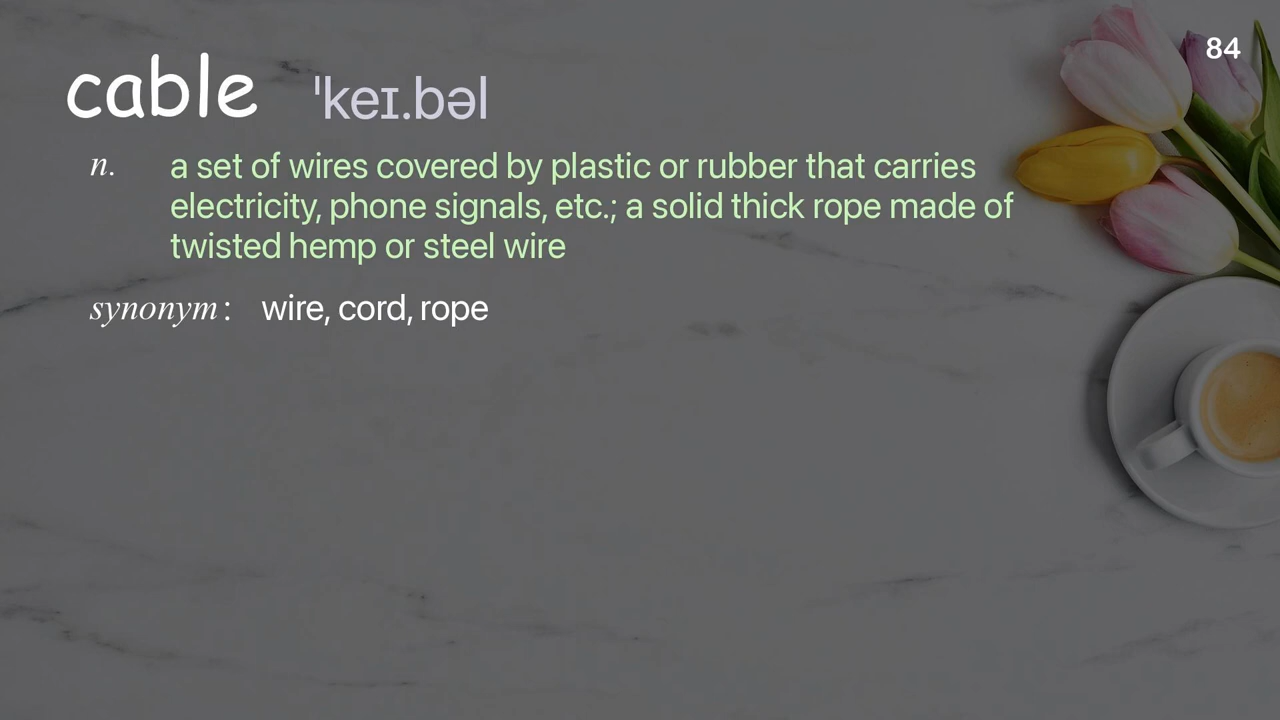 84
cable ˈkeɪ.bəl
n. a set of wires covered by plastic or rubber that carries
electricity, phone signals, etc.; a solid thick rope made of
twisted hemp or steel wire
synonym: wire, cord, rope